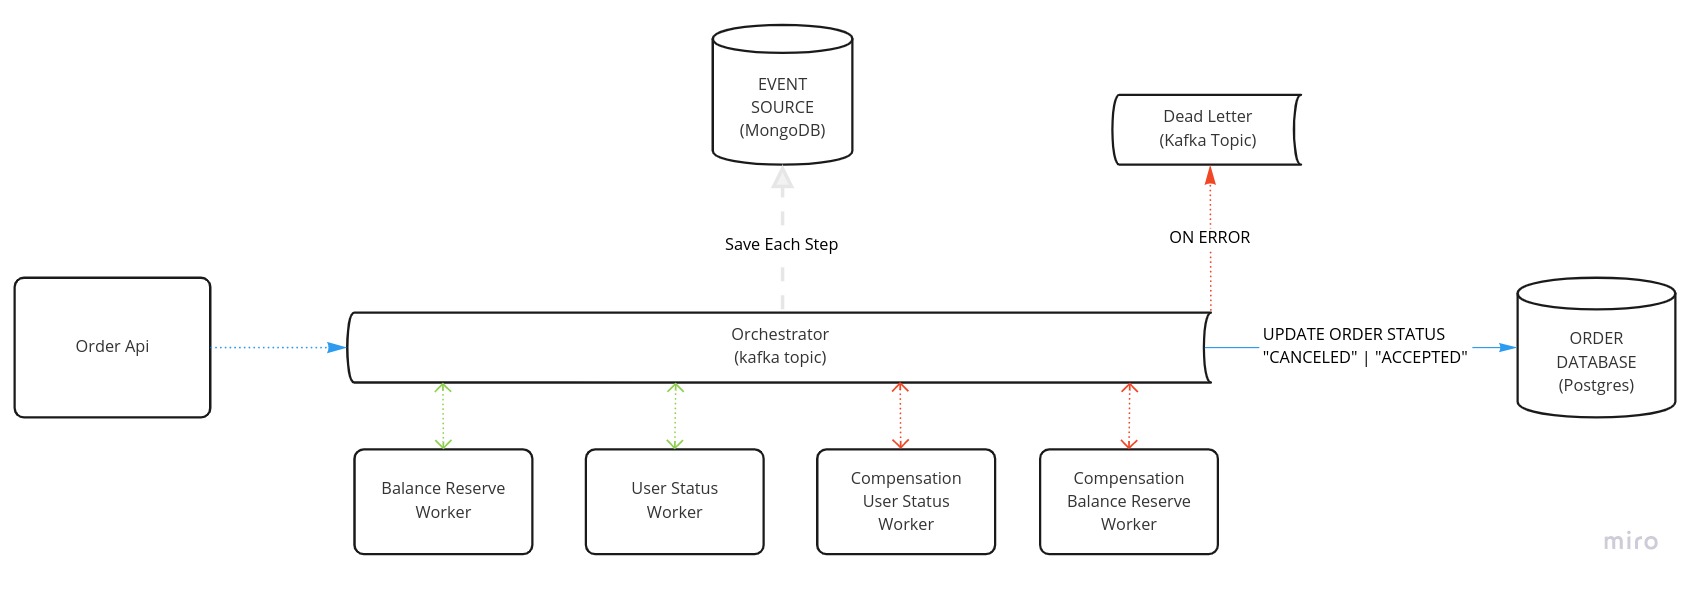 EVENT
SOURCE
(MongoDB)
Dead Letter
(Kafka Topic)
Save Each Step
ON ERROR
Order Api
Orchestrator
(kafka topic)
UPDATE ORDER STATUS
"CANCELED" | "ACCEPTED"
ORDER
DATABASE
(Postgres)
Balance Reserve
Worker
User Status
Worker
Compensation
User Status
Worker
Compensation
Balance Reserve
Worker
miro